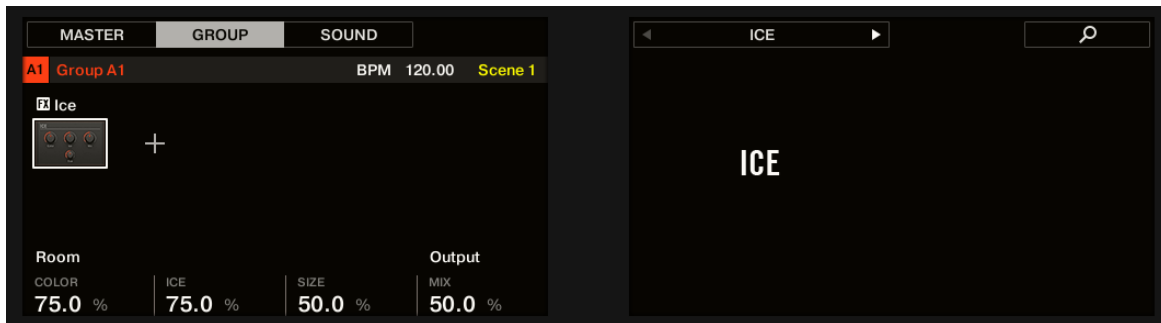 MASTER GROUP SOUND
A1 Group A1 BPM 120.00 Scene 1
FX Ice
Room Output
COLOR ICE SIZE MIX
75.0 % 75.0 % 50.0 % 50.0 %
ICE
ICE